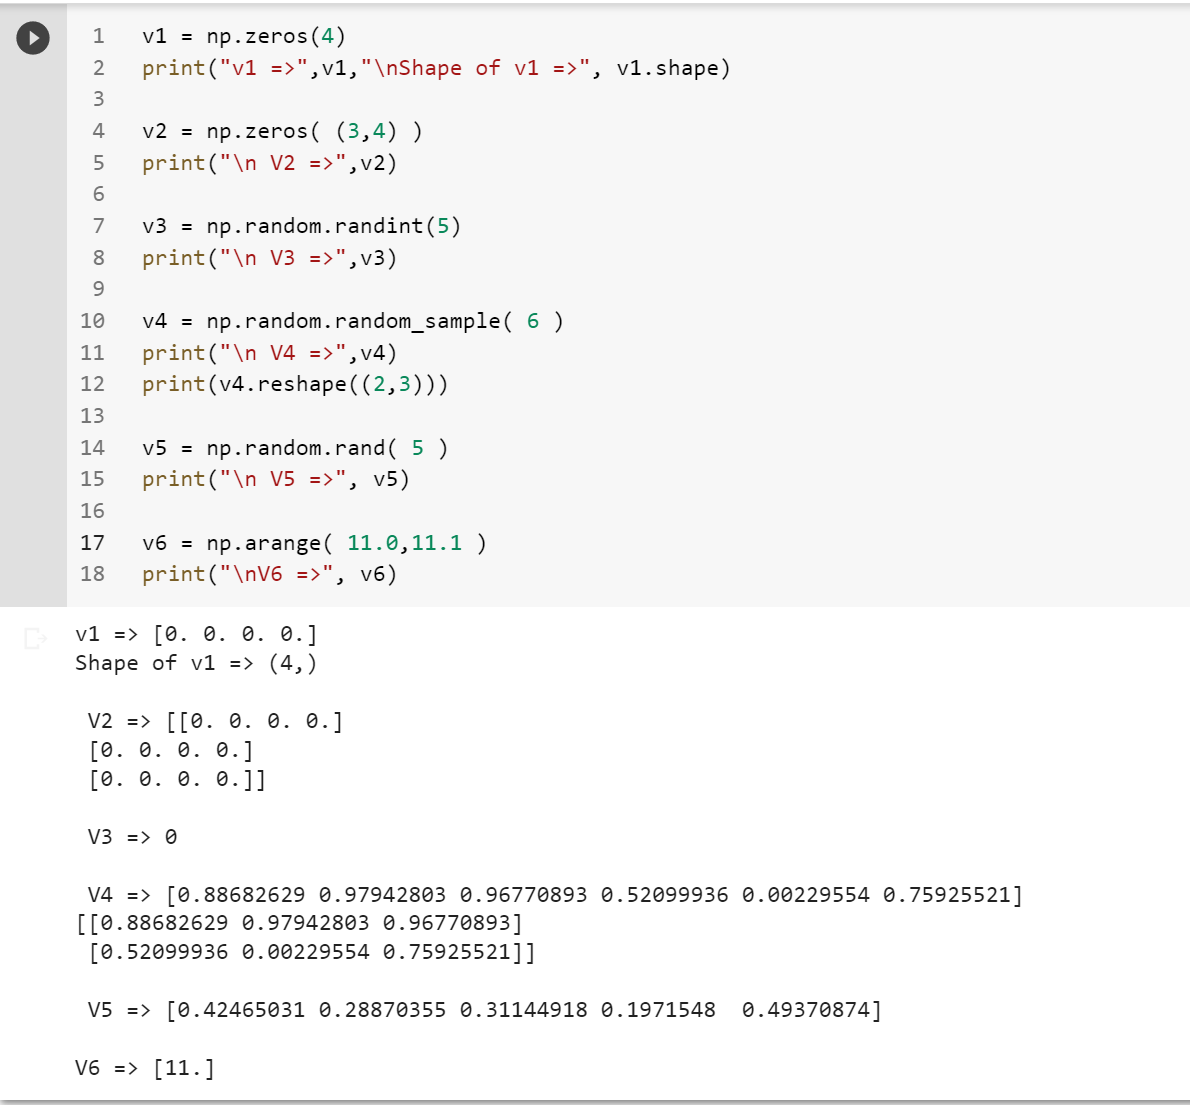 1 v1 = np.zeros(4)
2 print("v1 =>",v1,"\nShape of v1 =>", v1.shape)
3
4 v2 = np.zeros( (3,4) )
5 print("\n V2 =>",v2)
6
7 v3 = np.random.randint(5)
8 print("\n V3 =>",v3)
9
10 v4 = np.random.random_sample( 6 )
11 print("\n V4 =>",v4)
12 print(v4.reshape((2,3)))
13
14 v5 = np.random.rand( 5 )
15 print("\n V5 =>", v5)
16
17 v6 = np.arange( 11.0,11.1 )
18 print("\nV6 =>", v6)
v1 => [0. 0. 0. 0.]
Shape of v1 => (4,)
V2 => [[0. 0. 0. 0.]
[0. 0. 0. 0.]
[0. 0. 0. 0.]]
V3 => 0
V4 => [0.88682629 0.97942803 0.96770893 0.52099936 0.00229554 0.75925521]
[[0.88682629 0.97942803 0.96770893]
[0.52099936 0.00229554 0.75925521]]
V5 => [0.42465031 0.28870355 0.31144918 0.1971548  0.49370874]
V6 => [11.]